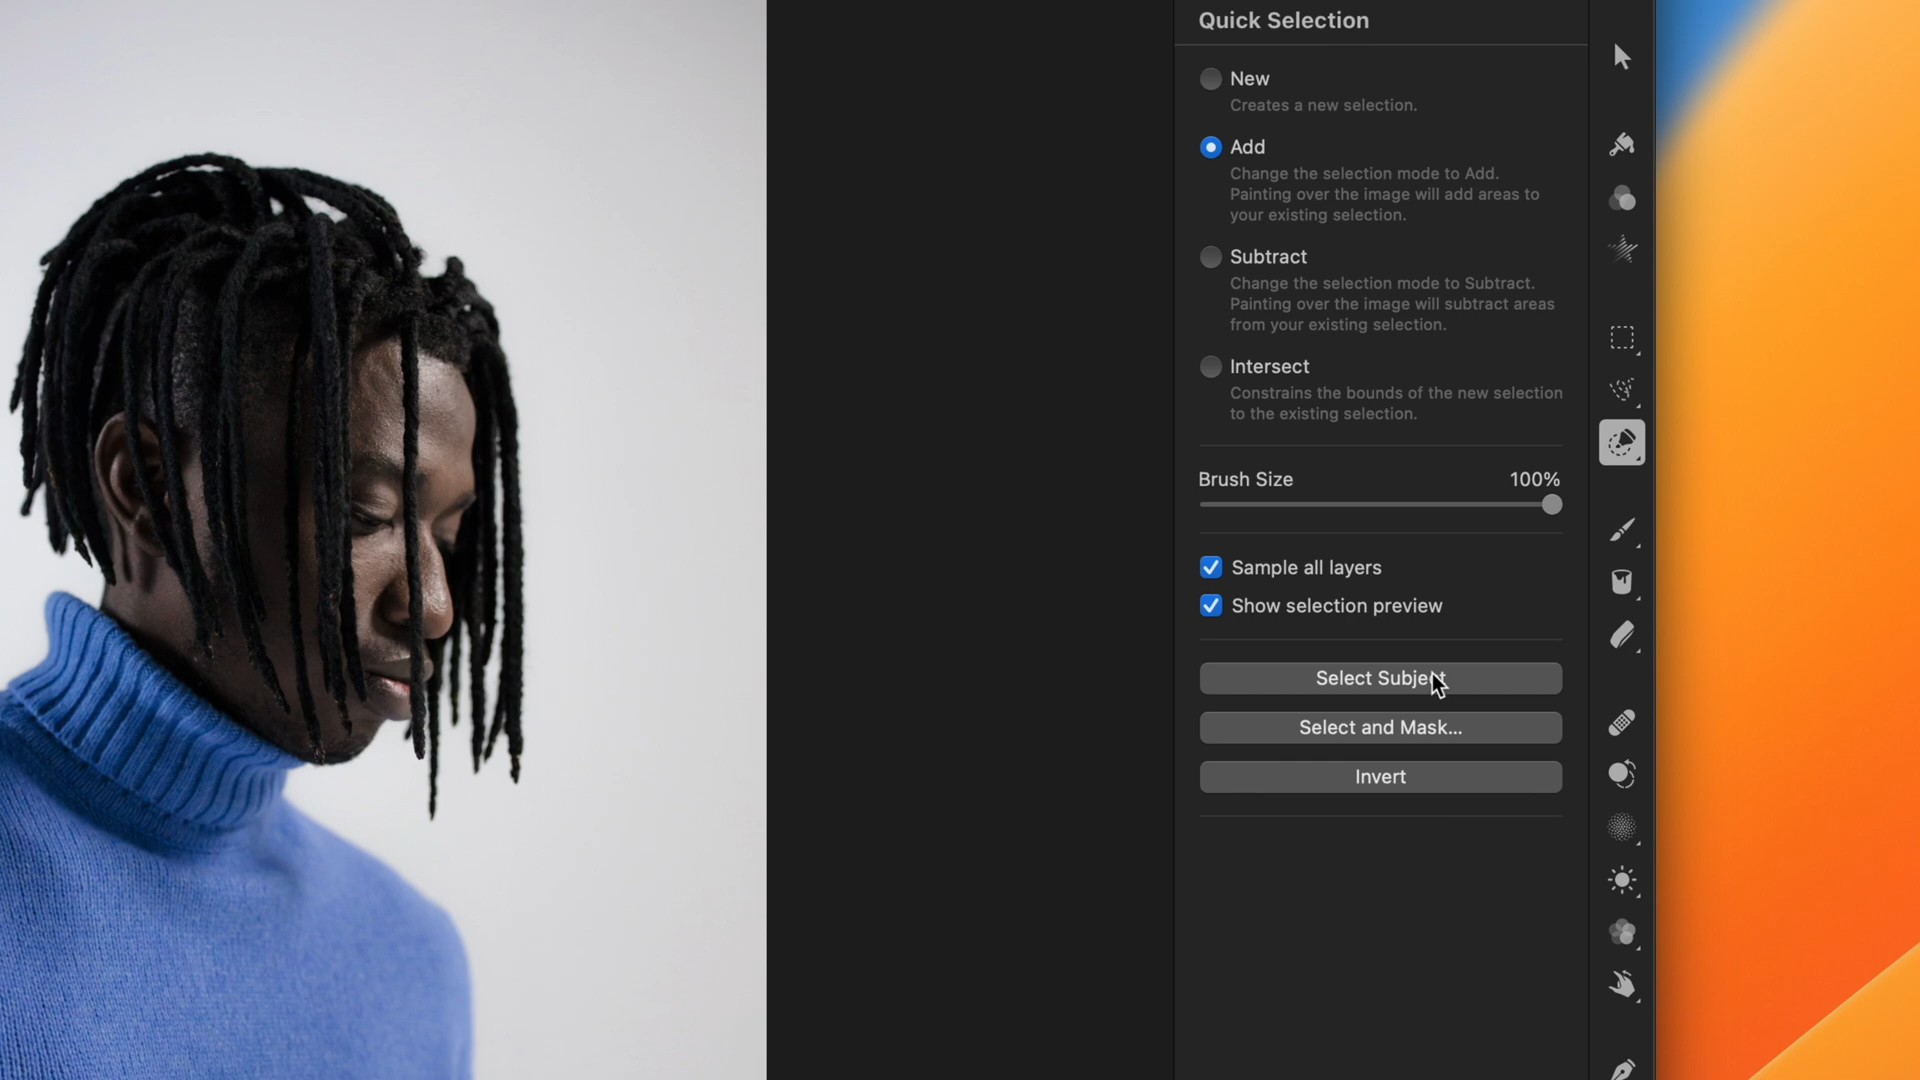 Quick Selection
New
Creates a new selection.
Add
Change the selection mode to Add.
Painting over the image will add areas to
your existing selection.
Subtract
Change the selection mode to Subtract.
Painting over the image will subtract areas
from your existing selection.
Intersect
Constrains the bounds of the new selection
to the existing selection.
Brush Size 100%
Sample all layers
Show selection preview
Select Subject
Select and Mask...
Invert